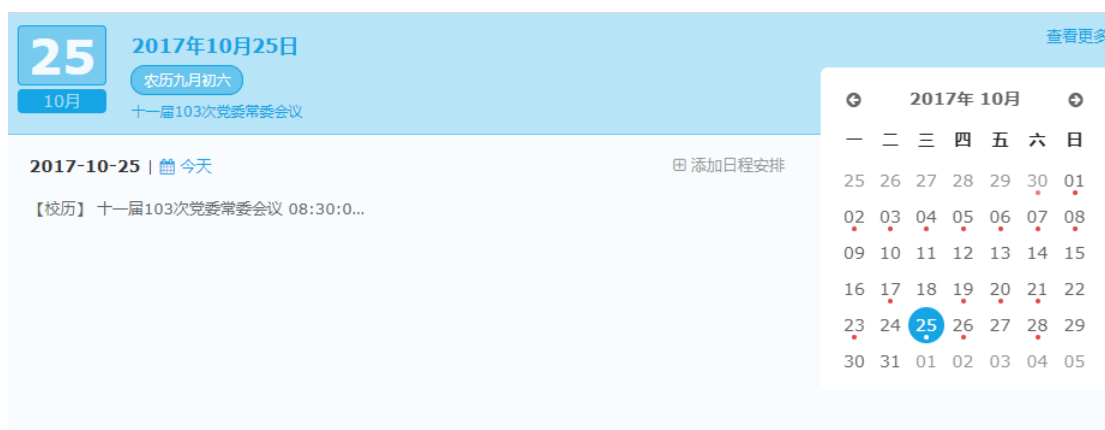 25
10月
2017年10月25日
农历九月初六
十一届103次党委常委会议
查看更多
2017-10-25 | 今天
添加日程安排
【校历】 十一届103次党委常委会议 08:30:0...
2017年 10月
一 二 三 四 五 六 日
25 26 27 28 29 30 01
02 03 04 05 06 07 08
09 10 11 12 13 14 15
16 17 18 19 20 21 22
23 24 25 26 27 28 29
30 31 01 02 03 04 05